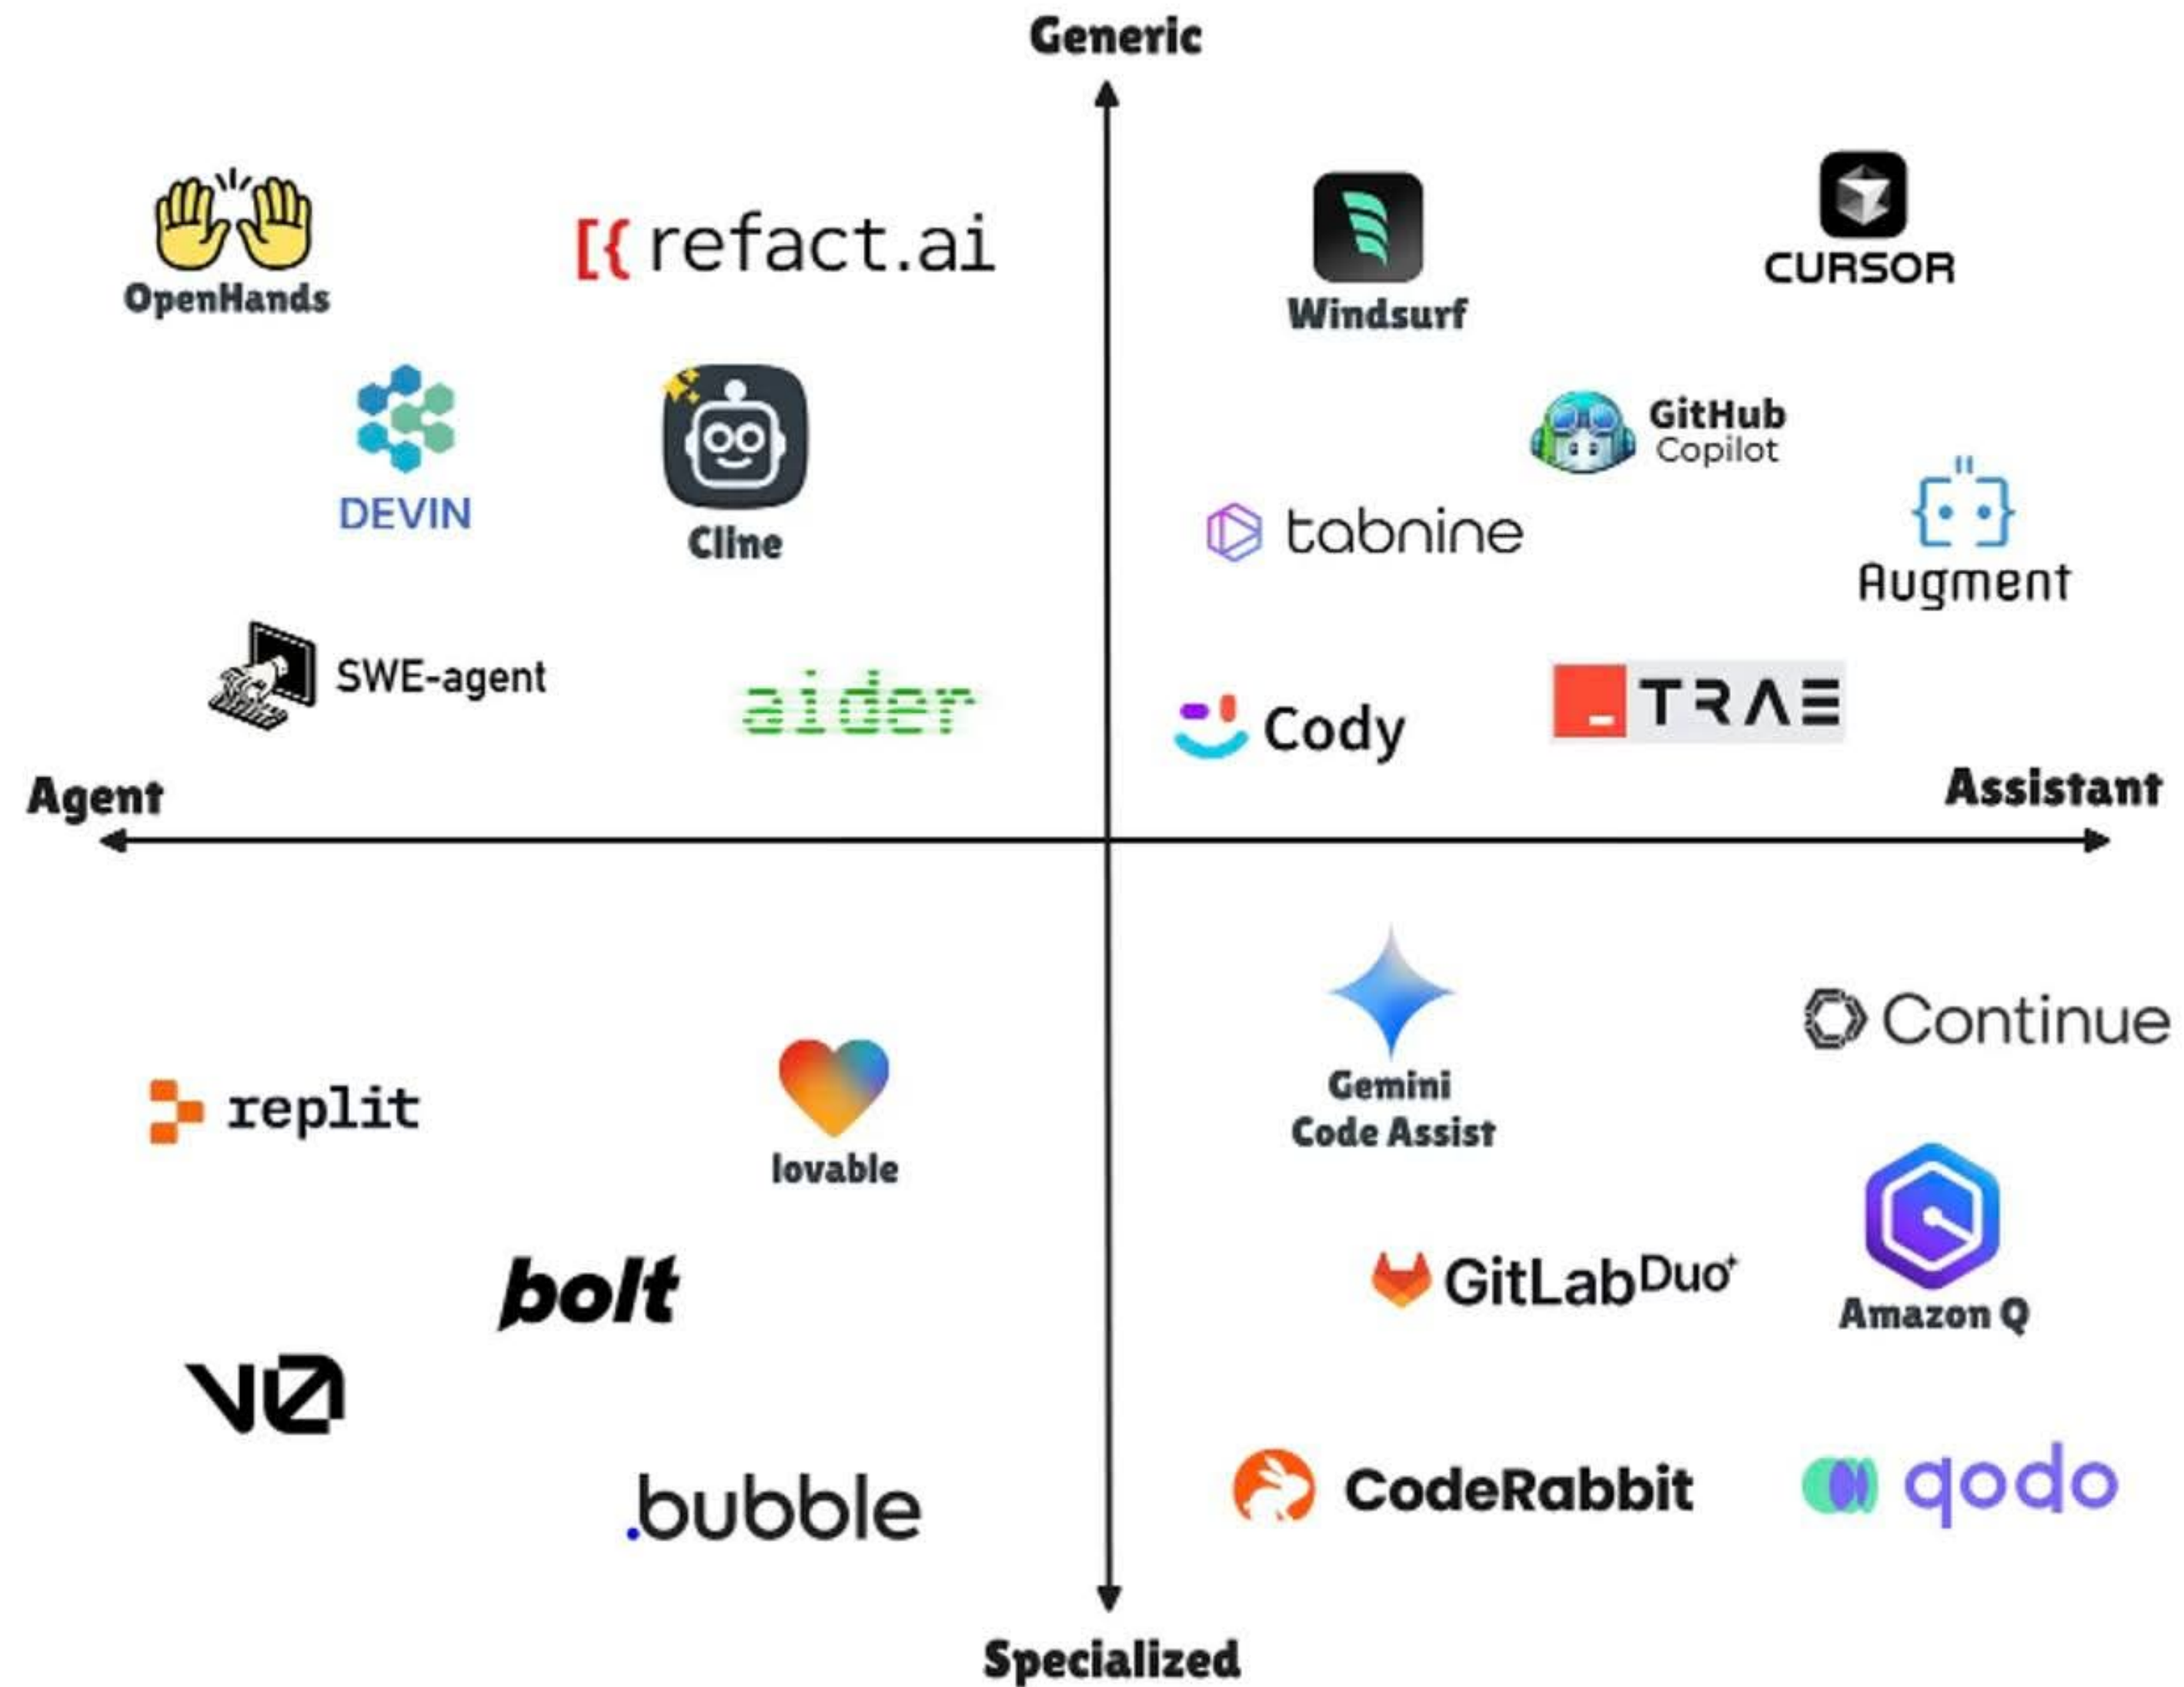 Generic
OpenHands
[{ refact.ai
Windsurf
CURSOR
DEVIN
Cline
GitHub
Copilot
tabnine
Augment
SWE-agent
aider
Cody
TRAE
Agent
Assistant
replit
lovable
Gemini
Code Assist
Continue
bolt
GitLab Duo
Amazon Q
v0
.bubble
CodeRabbit
qodo
Specialized